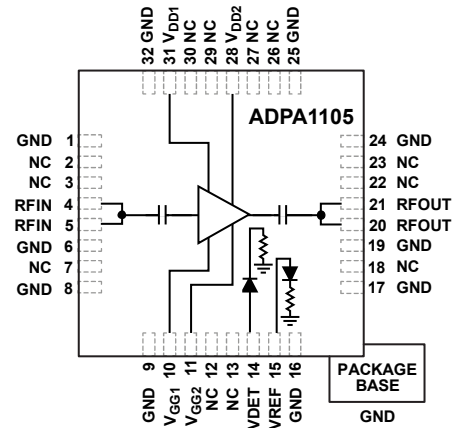 32 GND
31 VDD1
30 NC
29 NC
28 VDD2
27 NC
26 NC
25 GND
ADPA1105
GND 1
NC 2
NC 3
RFIN 4
RFIN 5
GND 6
NC 7
GND 8
24 GND
23 NC
22 NC
21 RFOUT
20 RFOUT
19 GND
18 NC
17 GND
GND 9
VGG1 10
VGG2 11
NC 12
NC 13
VDET 14
VREF 15
GND 16
PACKAGE
BASE
GND